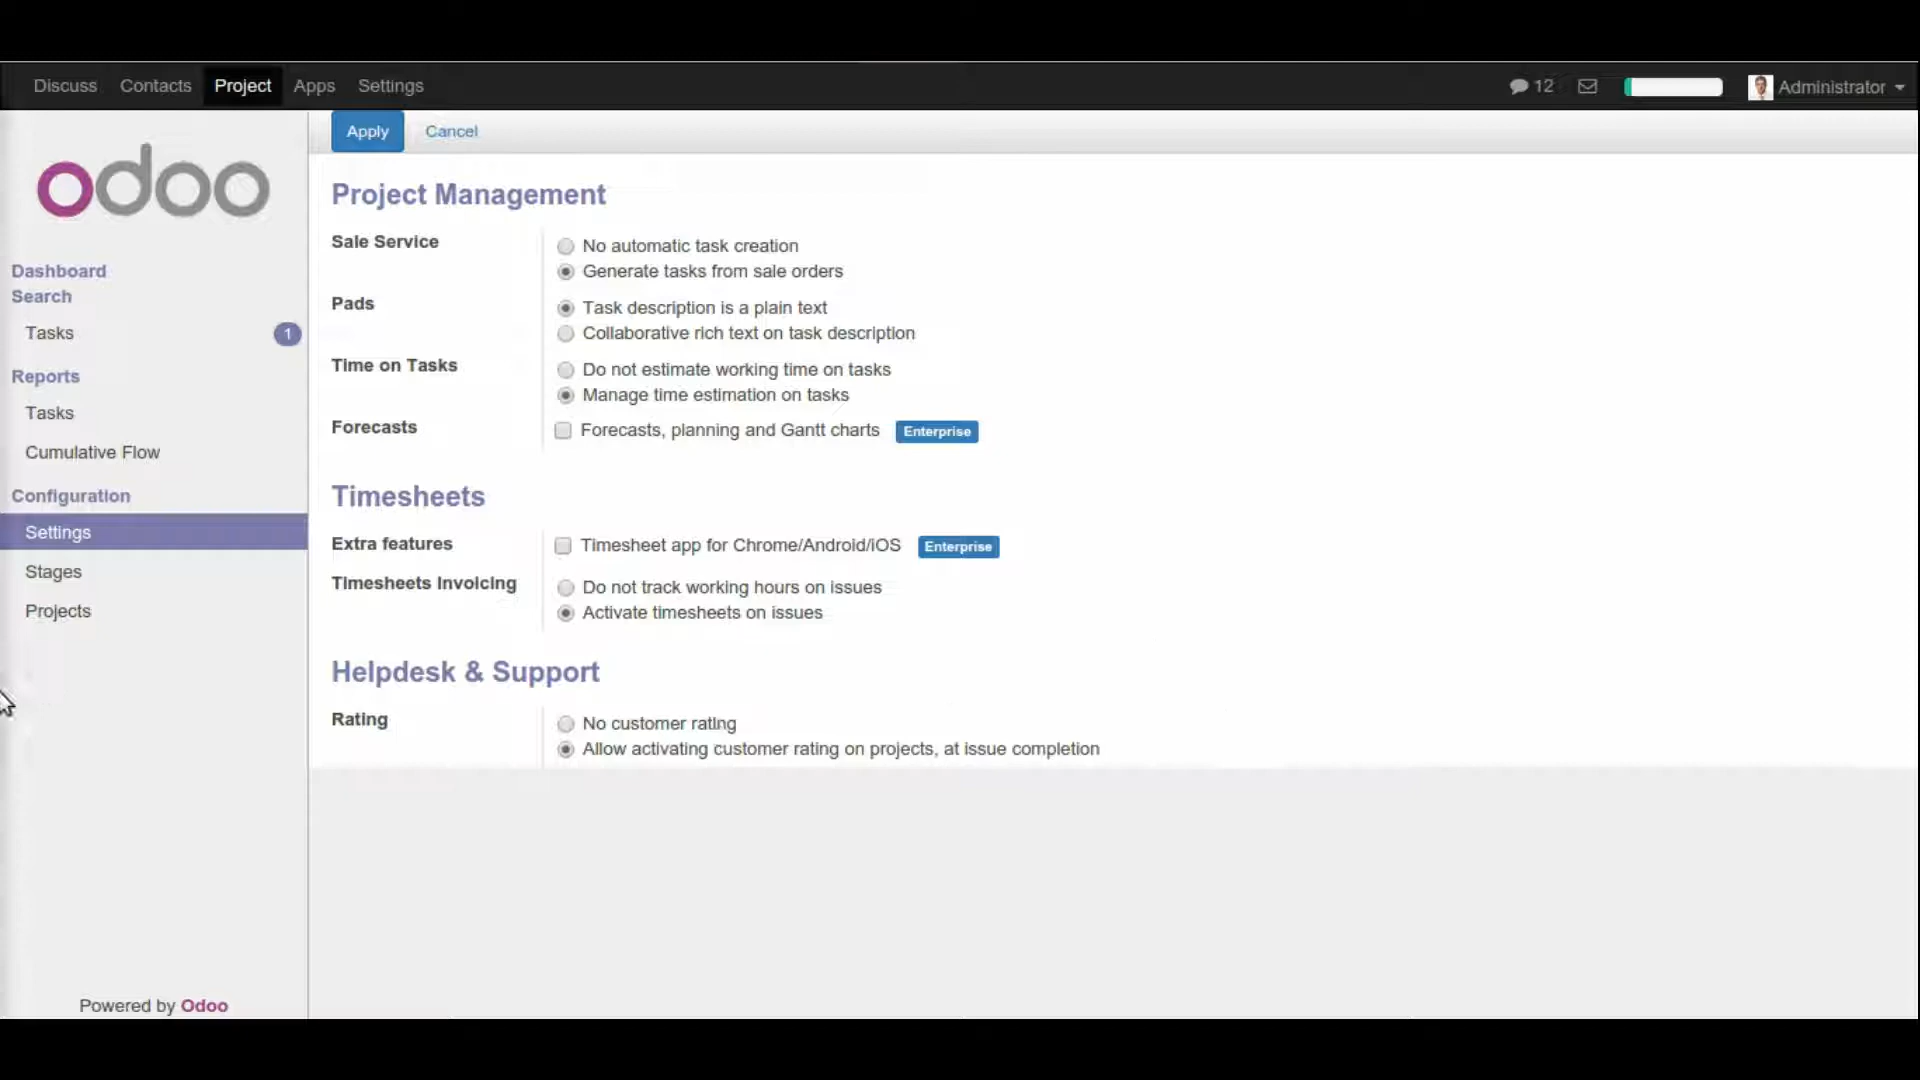 Discuss Contacts Project Apps Settings 12 Administrator
Apply Cancel
odoo
Dashboard
Search
Tasks 1
Reports
Tasks
Cumulative Flow
Configuration
Settings
Stages
Projects
Powered by Odoo
Project Management
Sale Service
No automatic task creation
Generate tasks from sale orders
Pads
Task description is a plain text
Collaborative rich text on task description
Time on Tasks
Do not estimate working time on tasks
Manage time estimation on tasks
Forecasts
Forecasts, planning and Gantt charts Enterprise
Timesheets
Extra features
Timesheet app for Chrome/Android/iOS Enterprise
Timesheets Invoicing
Do not track working hours on issues
Activate timesheets on issues
Helpdesk & Support
Rating
No customer rating
Allow activating customer rating on projects, at issue completion